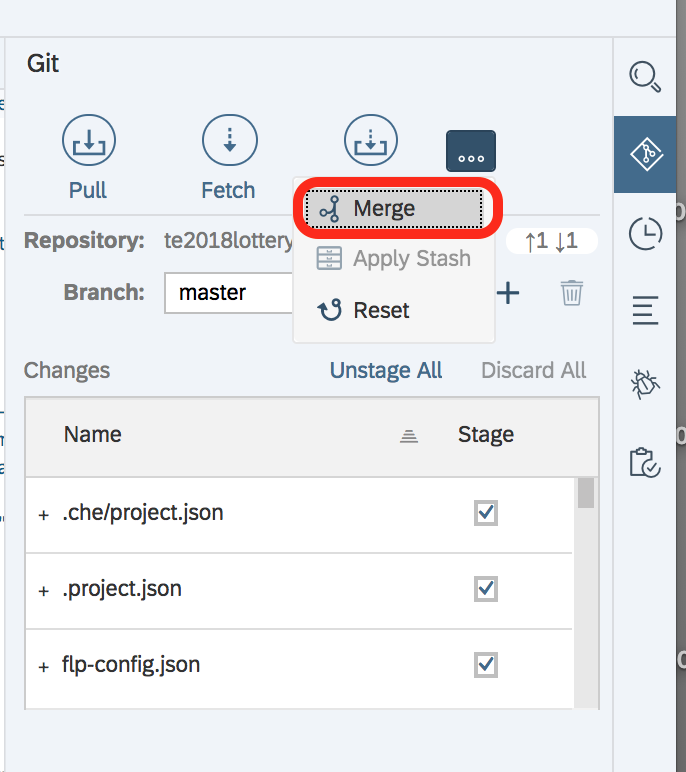 Git
Pull
Fetch
...
Merge
Repository:
te2018lottery
↑1 ↓1
Apply Stash
Branch:
master
+
Reset
Changes
Unstage All
Discard All
Name
Stage
+ .che/project.json
+ .project.json
+ flp-config.json